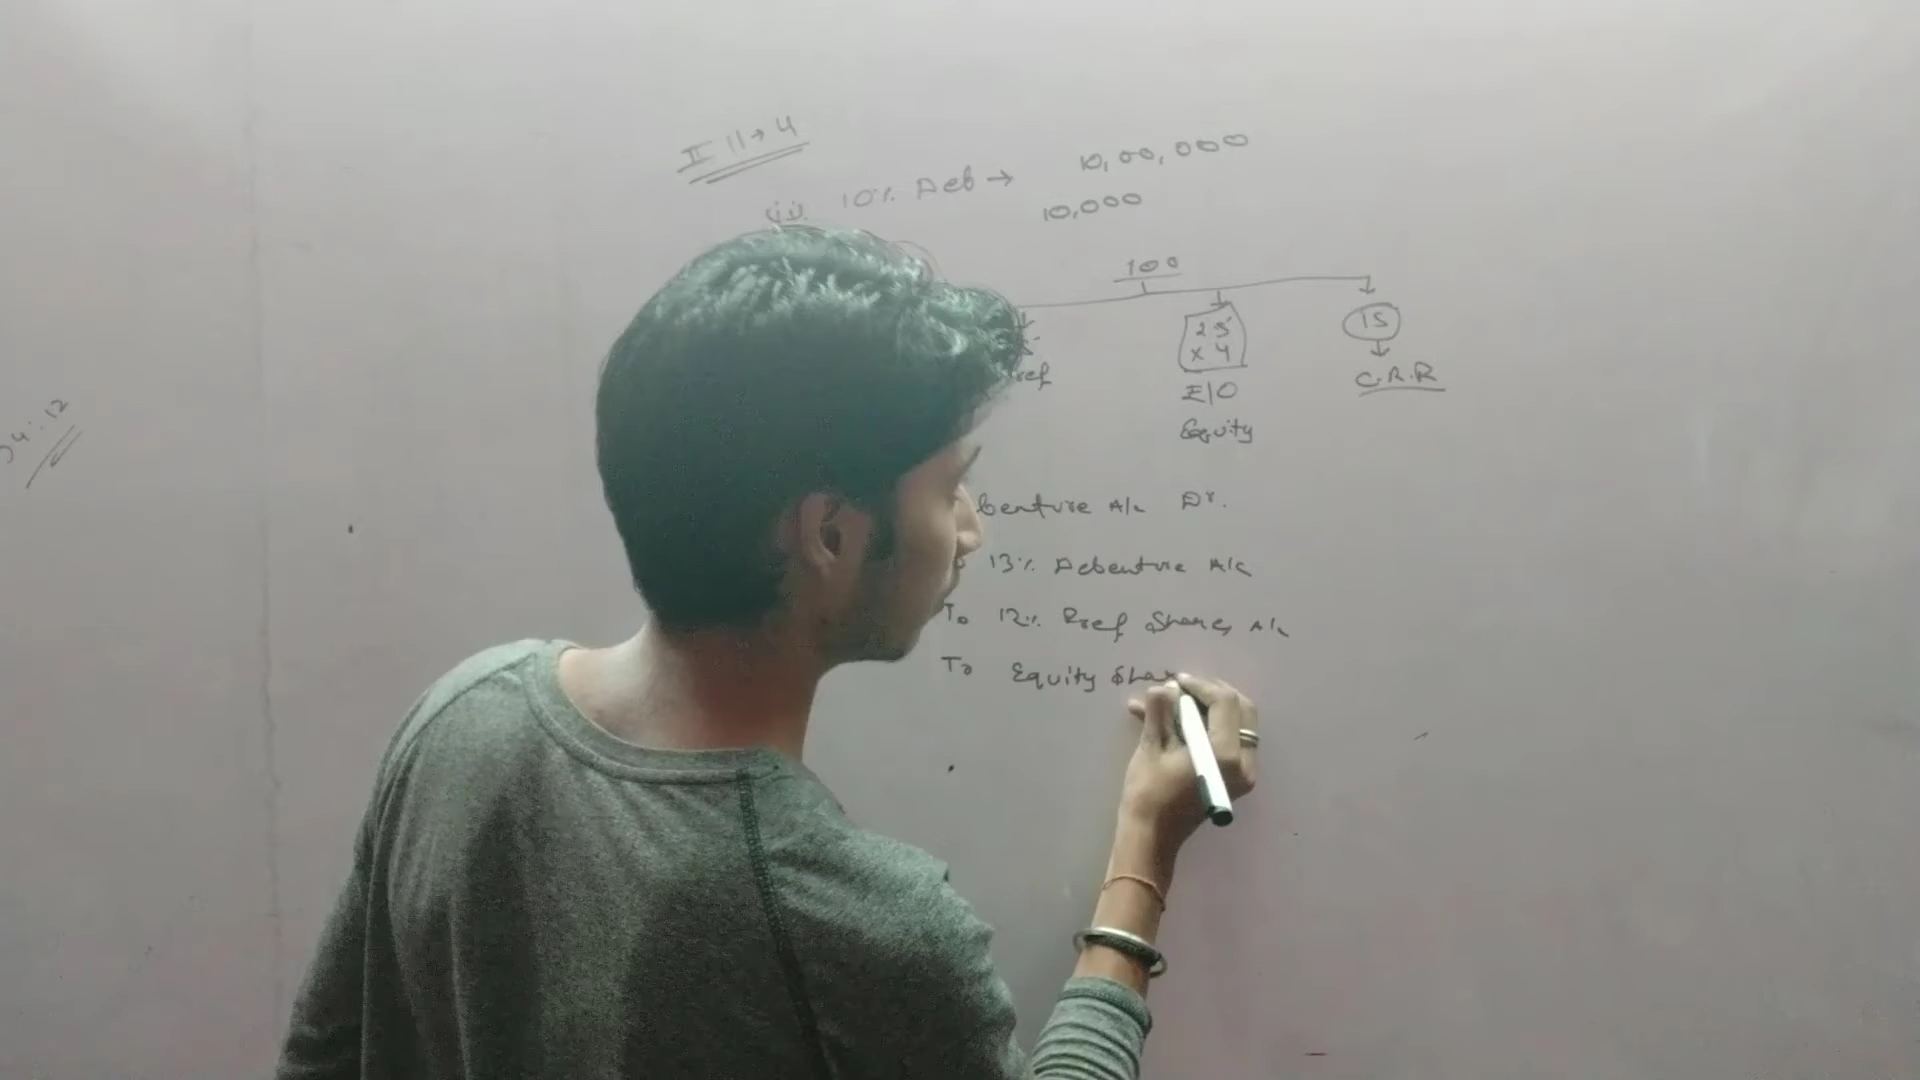 II 11→4
(ii) 10% Deb → 10,00,000
10,000
100
25 15
x 4
ref C.R.R
E/O
Equity
benture A/c Dr.
13% Debenture A/c
To 12% Pref Shares A/c
To Equity Shar